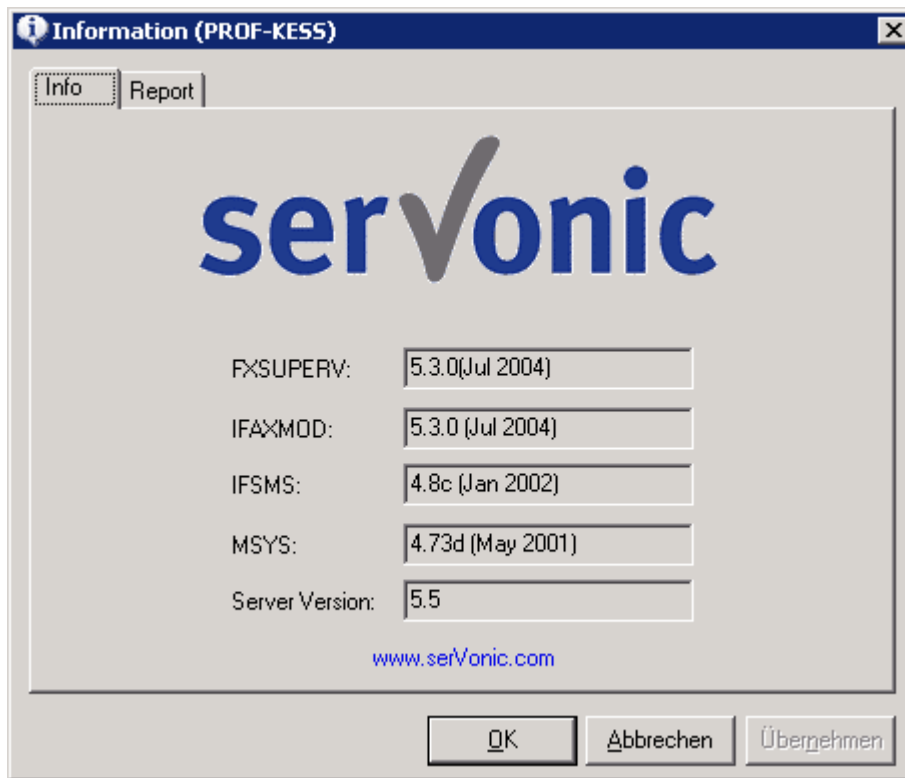 Information (PROF-KESS)
Info Report
serVonic
FXSUPERV: 5.3.0(Jul 2004)
IFAXMOD: 5.3.0 (Jul 2004)
IFSMS: 4.8c (Jan 2002)
MSYS: 4.73d (May 2001)
Server Version: 5.5
www.serVonic.com
OK Abbrechen Übernehmen